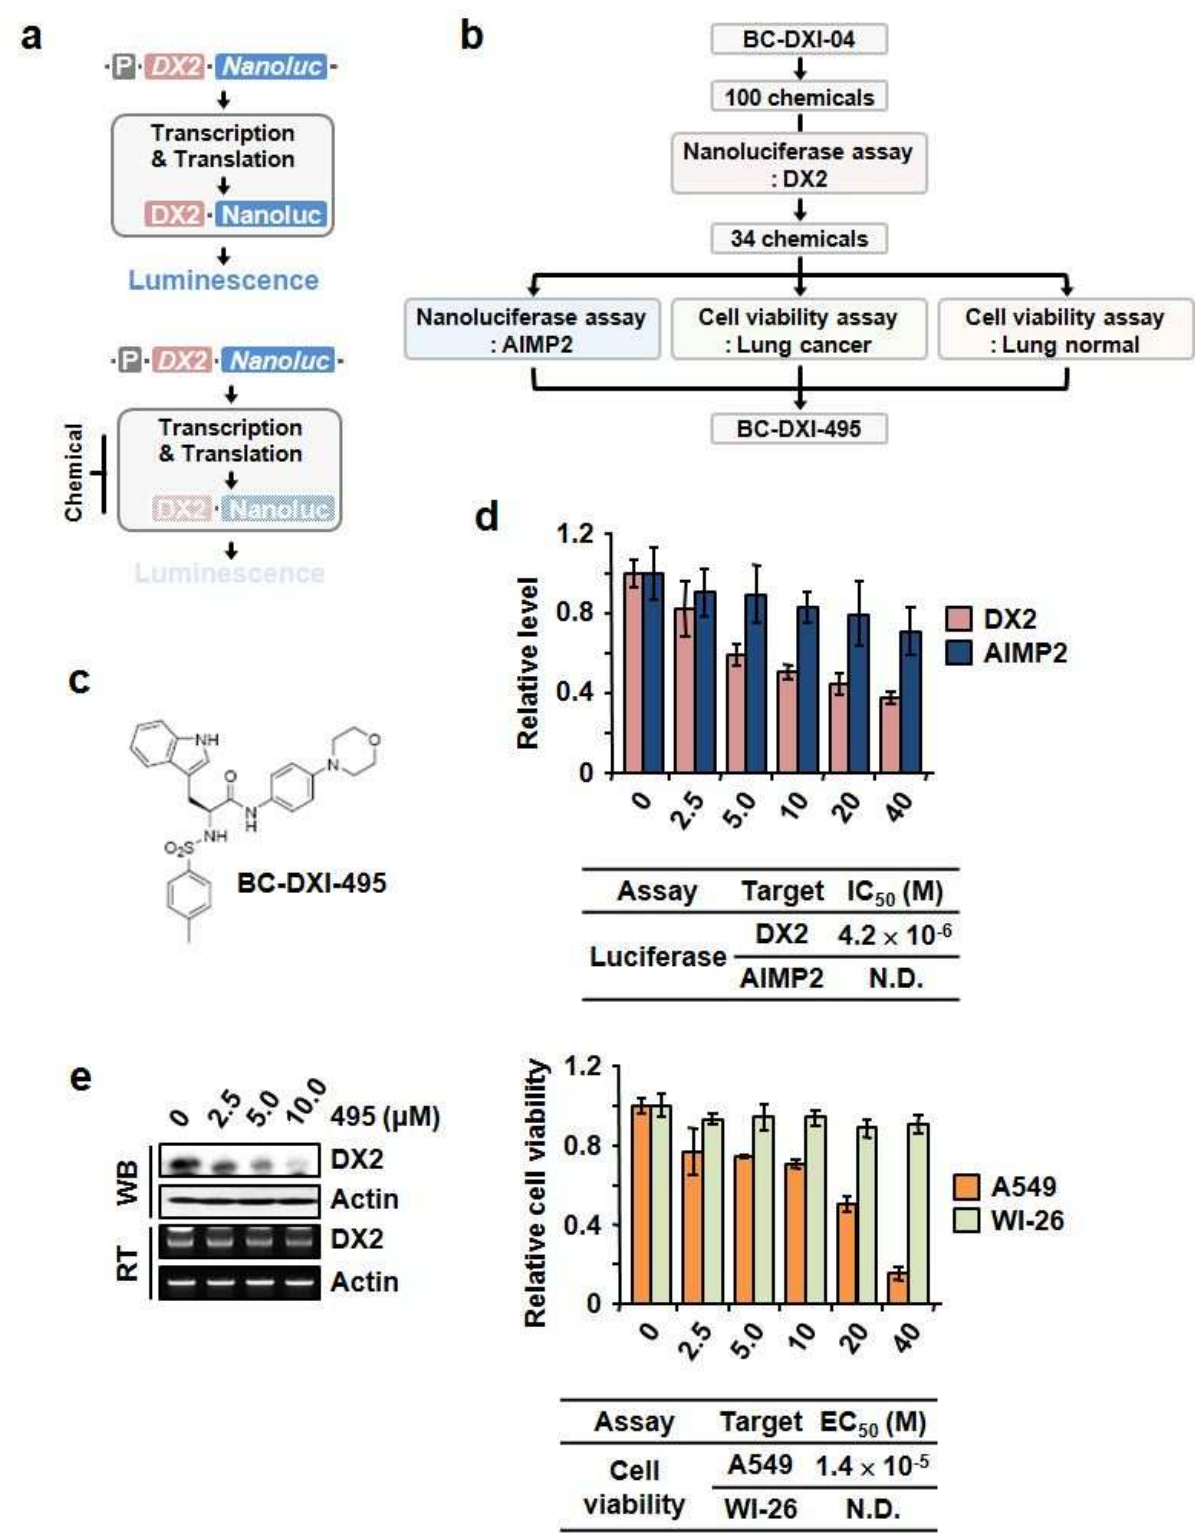 a
P DX2 Nanoluc
Transcription
& Translation
DX2 Nanoluc
Luminescence
P DX2 Nanoluc
Chemical
Transcription
& Translation
DX2 Nanoluc
Luminescence
b
BC-DXI-04
100 chemicals
Nanoluciferase assay
: DX2
34 chemicals
Nanoluciferase assay
: AIMP2
Cell viability assay
: Lung cancer
Cell viability assay
: Lung normal
BC-DXI-495
c
NH
O
N
O
N
H
NH
O2S
BC-DXI-495
d
Relative level
1.2
0.8
0.4
0
0 2.5 5.0 10 20 40
DX2
AIMP2
Assay Target IC50 (M)
Luciferase
DX2 4.2 × 10-6
AIMP2 N.D.
e
0 2.5 5.0 10.0 495 (μM)
WB
DX2
Actin
RT
DX2
Actin
Relative cell viability
1.2
0.8
0.4
0
0 2.5 5.0 10 20 40
A549
WI-26
Assay Target EC50 (M)
Cell
viability
A549 1.4 × 10-5
WI-26 N.D.